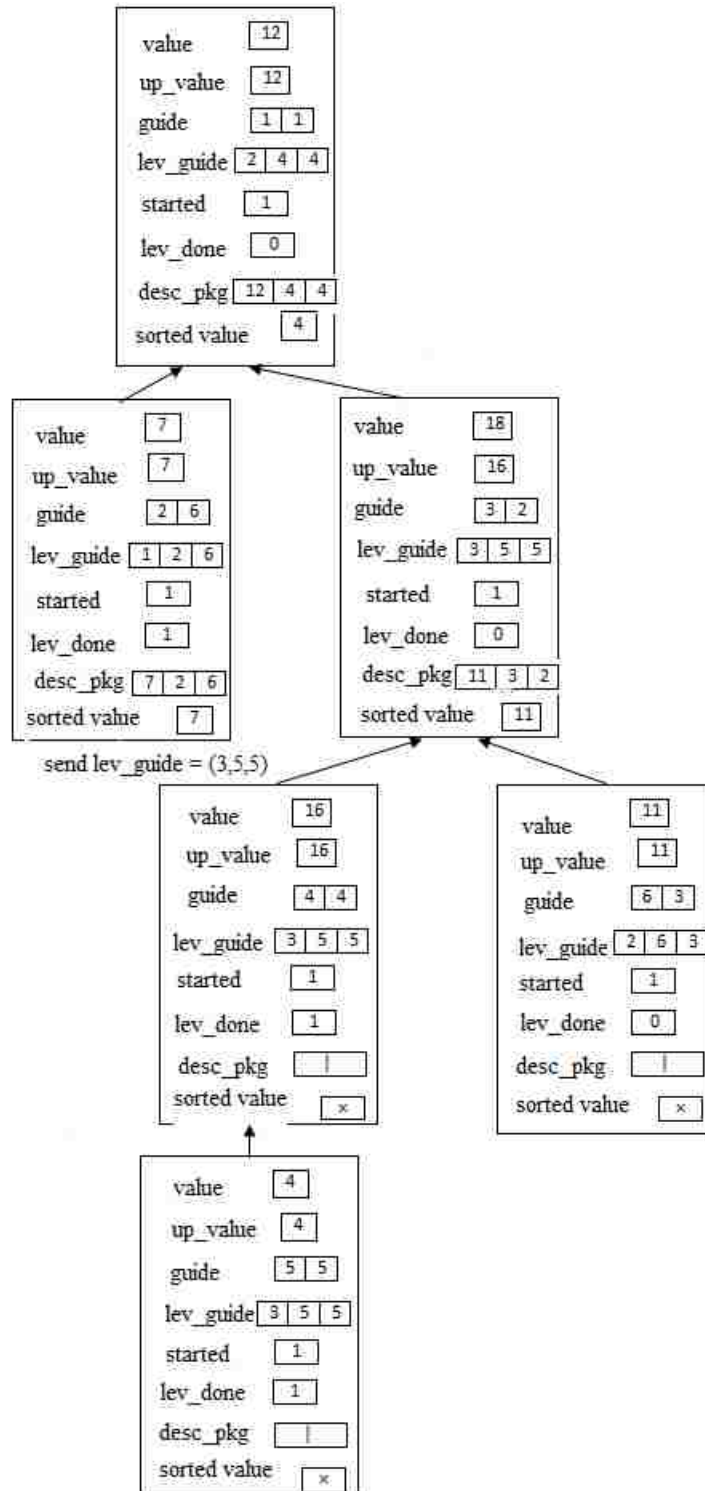 value 12
up_value 12
guide 1 1
lev_guide 2 4 4
started 1
lev_done 0
desc_pkg 12 4 4
sorted value 4
value 7
up_value 7
guide 2 6
lev_guide 1 2 6
started 1
lev_done 1
desc_pkg 7 2 6
sorted value 7
value 18
up_value 16
guide 3 2
lev_guide 3 5 5
started 1
lev_done 0
desc_pkg 11 3 2
sorted value 11
send lev_guide = (3,5,5)
value 16
up_value 16
guide 4 4
lev_guide 3 5 5
started 1
lev_done 1
desc_pkg |
sorted value ×
value 11
up_value 11
guide 6 3
lev_guide 2 6 3
started 1
lev_done 0
desc_pkg |
sorted value ×
value 4
up_value 4
guide 5 5
lev_guide 3 5 5
started 1
lev_done 1
desc_pkg |
sorted value ×